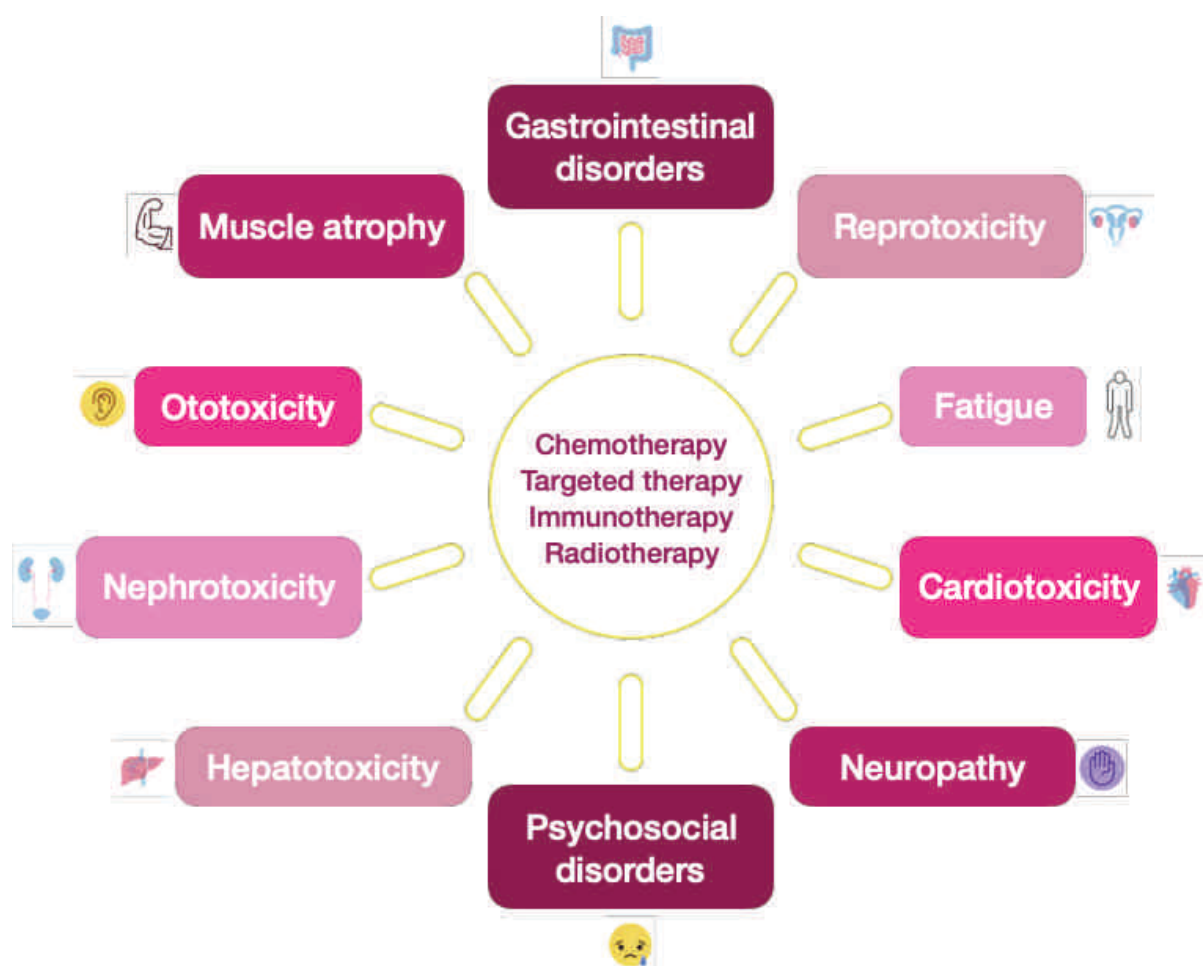 Gastrointestinal
disorders
Muscle atrophy
Reprotoxicity
Ototoxicity
Fatigue
Chemotherapy
Targeted therapy
Immunotherapy
Radiotherapy
Nephrotoxicity
Cardiotoxicity
Hepatotoxicity
Neuropathy
Psychosocial
disorders